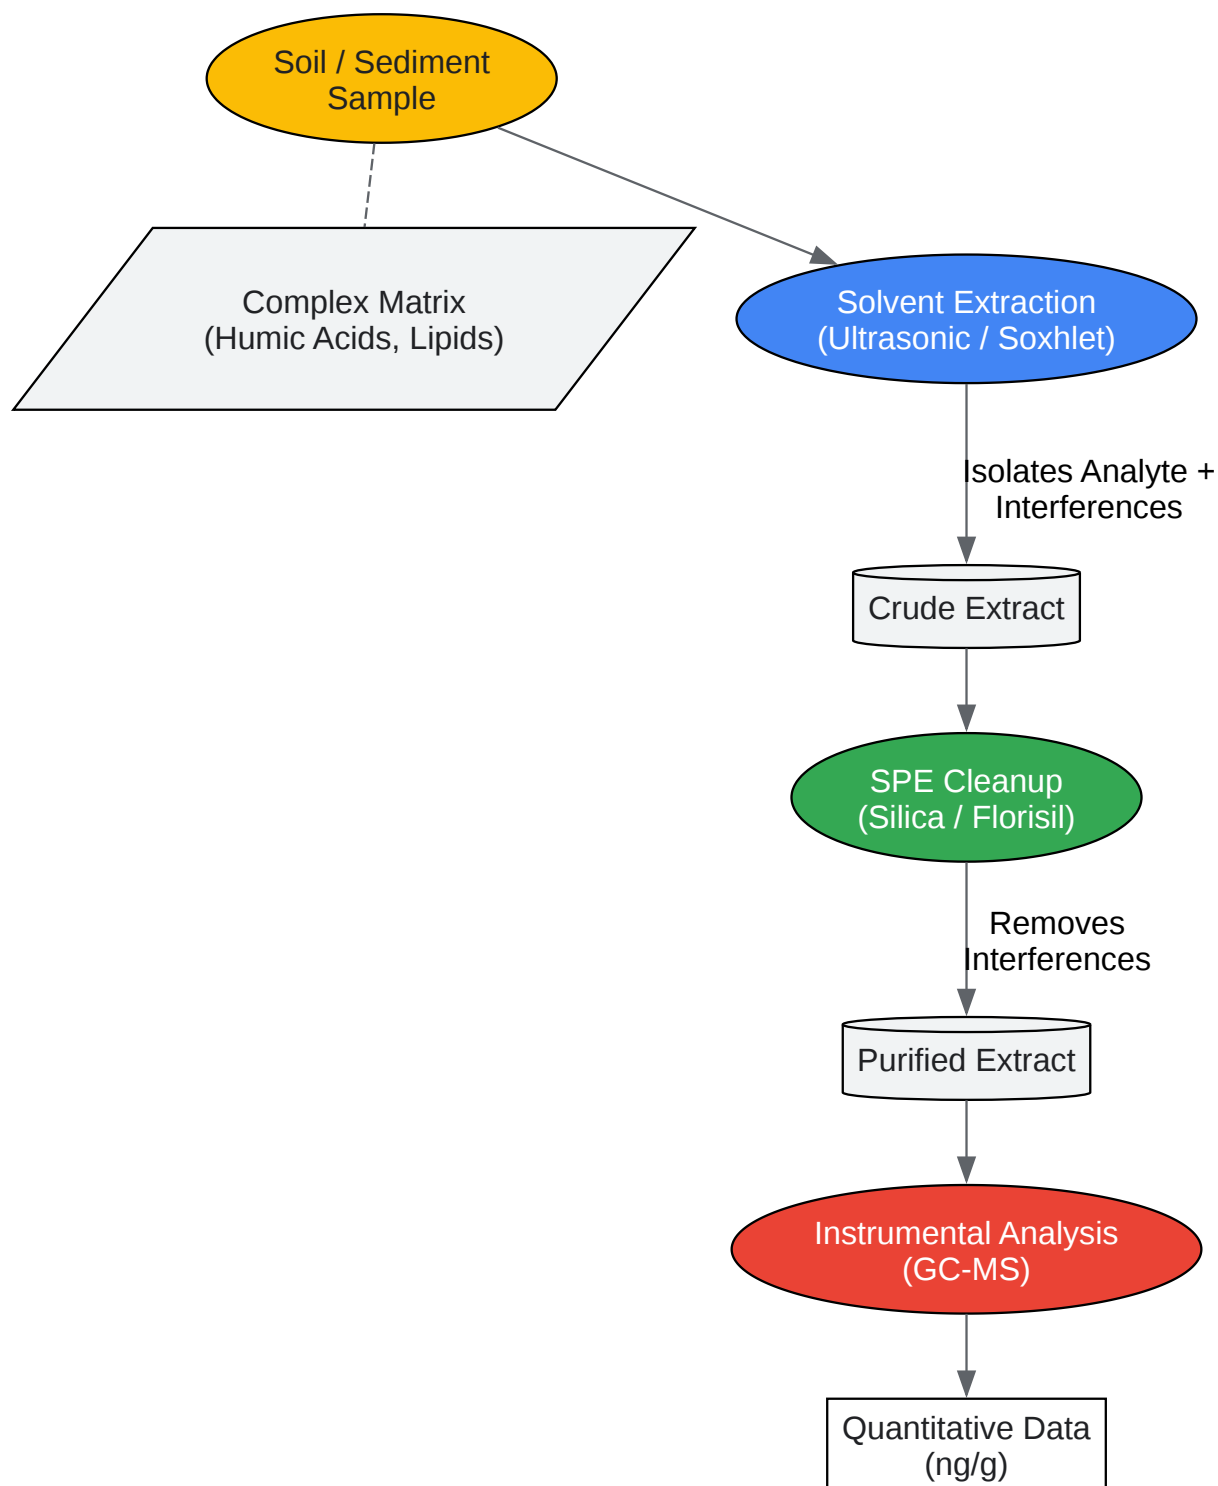 Soil / Sediment
Sample
Complex Matrix
(Humic Acids, Lipids)
Solvent Extraction
(Ultrasonic / Soxhlet)
Isolates Analyte +
Interferences
Crude Extract
SPE Cleanup
(Silica / Florisil)
Removes
Interferences
Purified Extract
Instrumental Analysis
(GC-MS)
Quantitative Data
(ng/g)